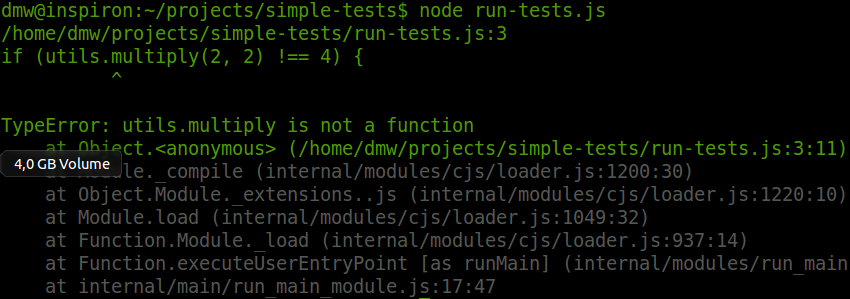 dmw@inspiron:~/projects/simple-tests$ node run-tests.js
/home/dmw/projects/simple-tests/run-tests.js:3
if (utils.multiply(2, 2) !== 4) {
^
TypeError: utils.multiply is not a function
at Object.<anonymous> (/home/dmw/projects/simple-tests/run-tests.js:3:11)
4,0 GB Volume
at Module._compile (internal/modules/cjs/loader.js:1200:30)
at Object.Module._extensions..js (internal/modules/cjs/loader.js:1220:10)
at Module.load (internal/modules/cjs/loader.js:1049:32)
at Function.Module._load (internal/modules/cjs/loader.js:937:14)
at Function.executeUserEntryPoint [as runMain] (internal/modules/run_main
at internal/main/run_main_module.js:17:47